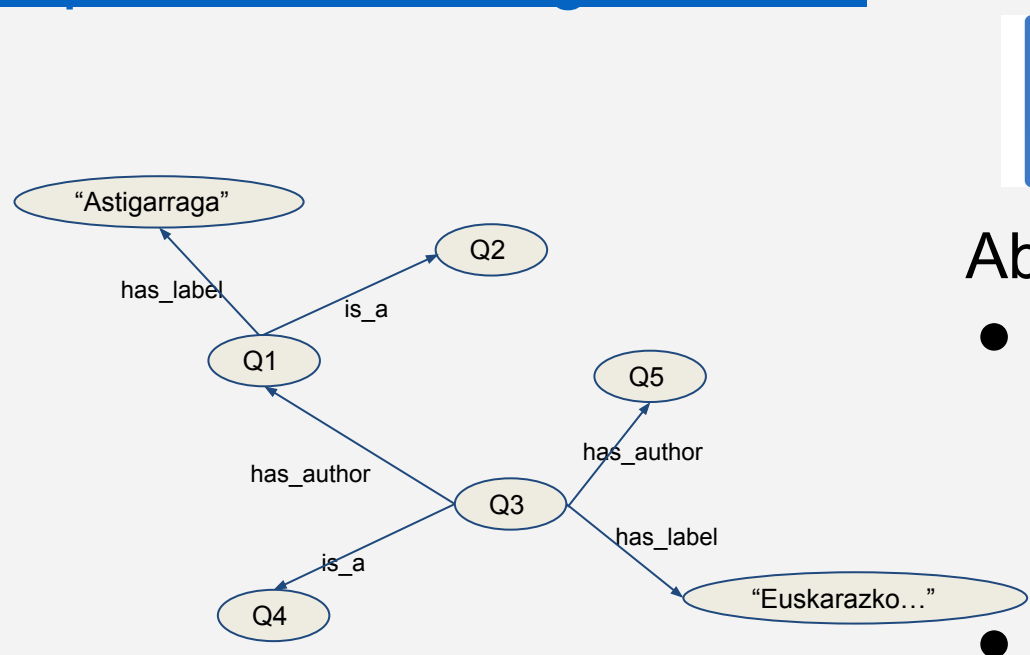 “Astigarraga”
Q2
has_label
is_a
Q1
Q5
has_author
has_author
Q3
has_label
is_a
“Euskarazko…”
Q4
Ab